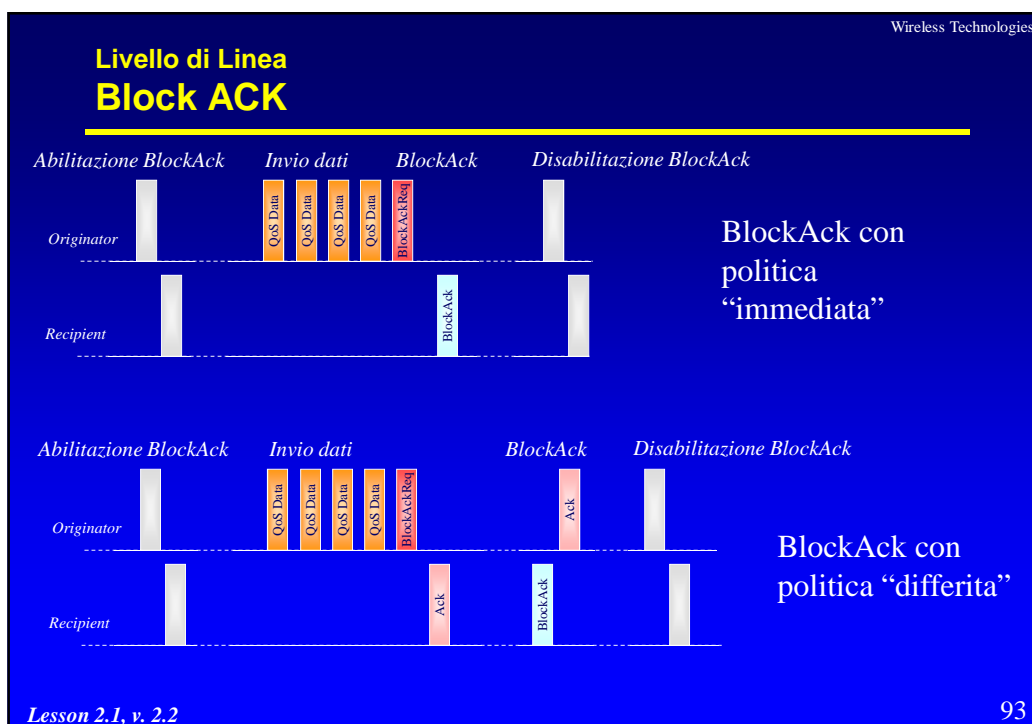 Wireless Technologies
Livello di Linea
Block ACK
Abilitazione BlockAck Invio dati BlockAck Disabilitazione BlockAck
Originator
QoS Data QoS Data QoS Data QoS Data BlockAckReq
Recipient
BlockAck
BlockAck con
politica
“immediata”
Abilitazione BlockAck Invio dati BlockAck Disabilitazione BlockAck
Originator
QoS Data QoS Data QoS Data QoS Data BlockAckReq Ack
Recipient
Ack BlockAck
BlockAck con
politica “differita”
Lesson 2.1, v. 2.2
93